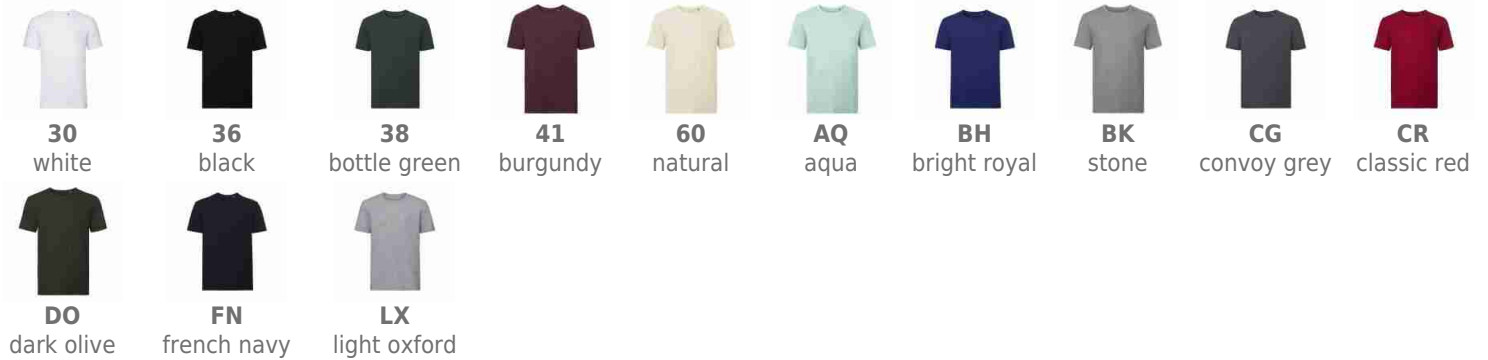 30 36 38 41 60 AQ BH BK CG CR
white black bottle green burgundy natural aqua bright royal stone convoy grey classic red
DO FN LX
dark olive french navy light oxford